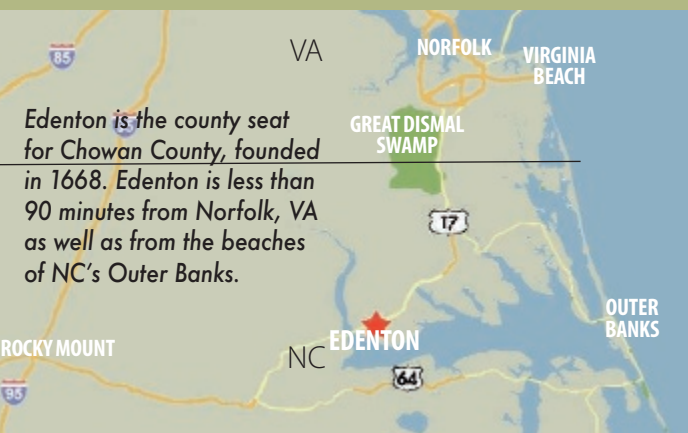 85
VA
NORFOLK
VIRGINIA
BEACH
85
Edenton is the county seat
for Chowan County, founded
in 1668. Edenton is less than
90 minutes from Norfolk, VA
as well as from the beaches
of NC's Outer Banks.
GREAT DISMAL
SWAMP
17
OUTER
BANKS
ROCKY MOUNT
EDENTON
NC
64
95